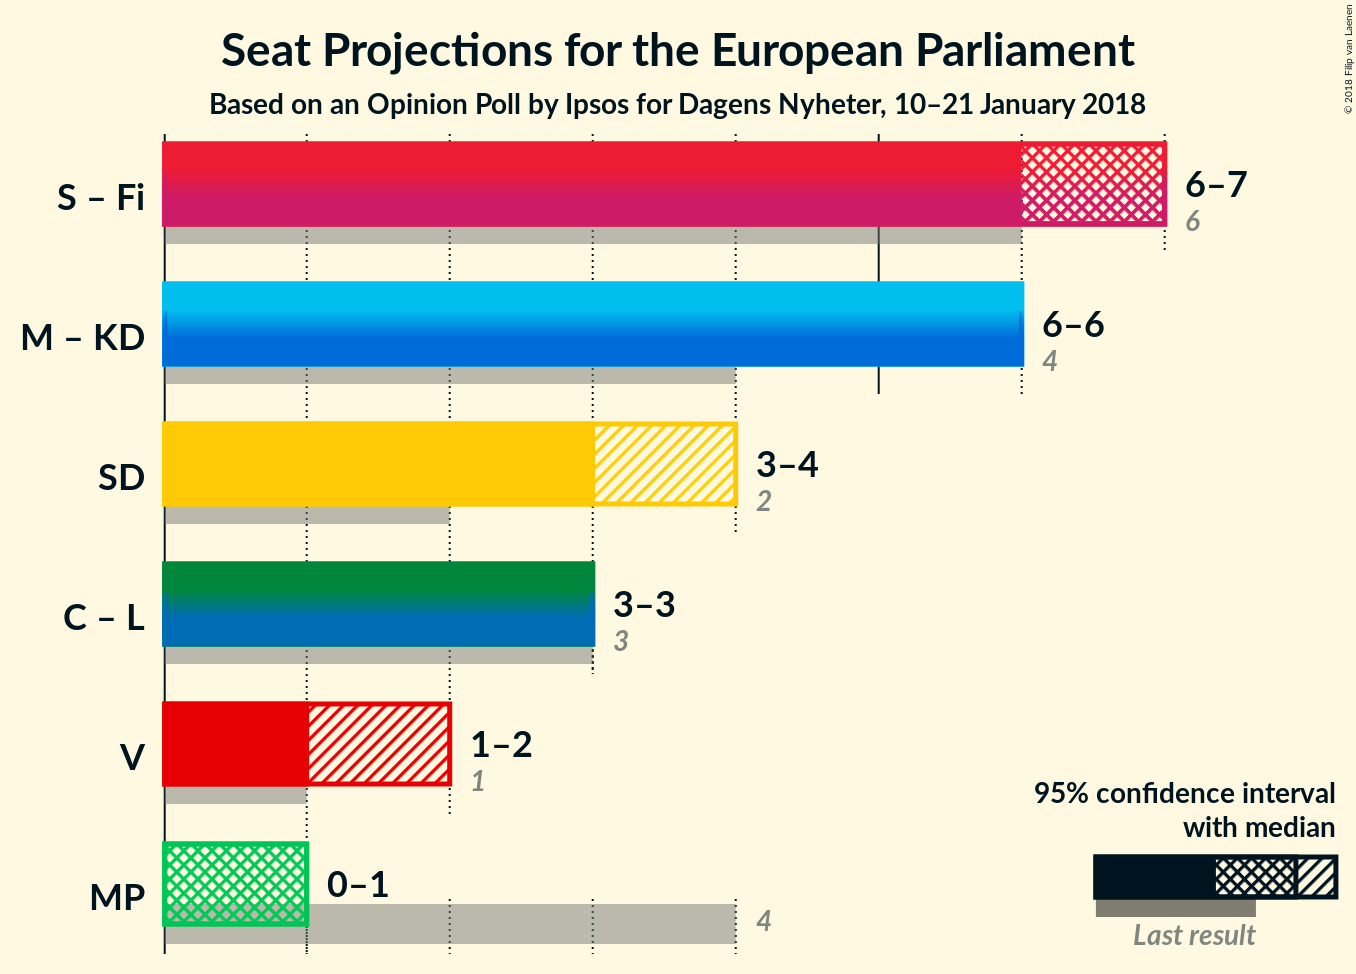 Seat Projections for the European Parliament
Based on an Opinion Poll by Ipsos for Dagens Nyheter, 10–21 January 2018
© 2018 Filip van Laenen
S – Fi
6–7
6
M – KD
6–6
4
SD
3–4
2
C – L
3–3
3
V
1–2
1
MP
0–1
4
95% confidence interval
with median
Last result